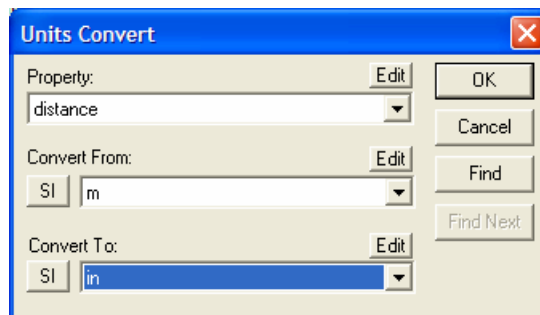 Units Convert
Property:
Edit
distance
Convert From:
Edit
SI
m
Convert To:
Edit
SI
in
OK
Cancel
Find
Find Next